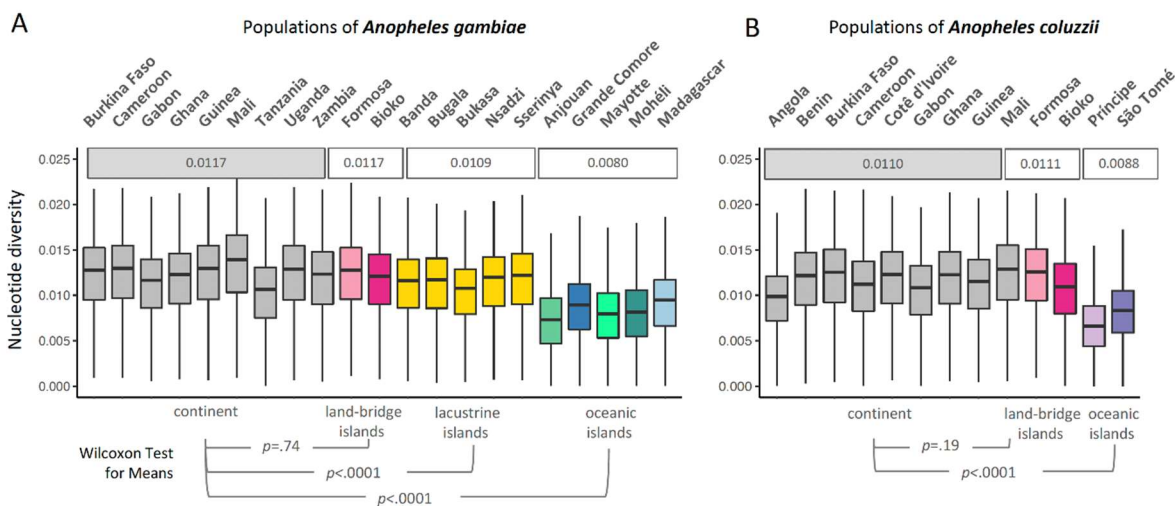 A
Populations of Anopheles gambiae
Burkina Faso
Cameroon
Gabon
Ghana
Guinea
Mali
Tanzania
Uganda
Zambia
Formosa
Bioko
Banda
Bugala
Bukasa
Nsadzi
Sserinya
Anjouan
Grande Comore
Mayotte
Mohéli
Madagascar
0.0117
0.0117
0.0109
0.0080
Nucleotide diversity
0.025
0.020
0.015
0.010
0.005
0.000
continent
land-bridge
islands
lacustrine
islands
oceanic
islands
Wilcoxon Test
for Means
p=.74
p<.0001
p<.0001
B
Populations of Anopheles coluzzii
Angola
Benin
Burkina Faso
Cameroon
Coté d'Ivoire
Gabon
Ghana
Guinea
Mali
Formosa
Bioko
Príncipe
São Tomé
0.0110
0.0111
0.0088
0.025
0.020
0.015
0.010
0.005
0.000
continent
land-bridge
islands
oceanic
islands
p=.19
p<.0001